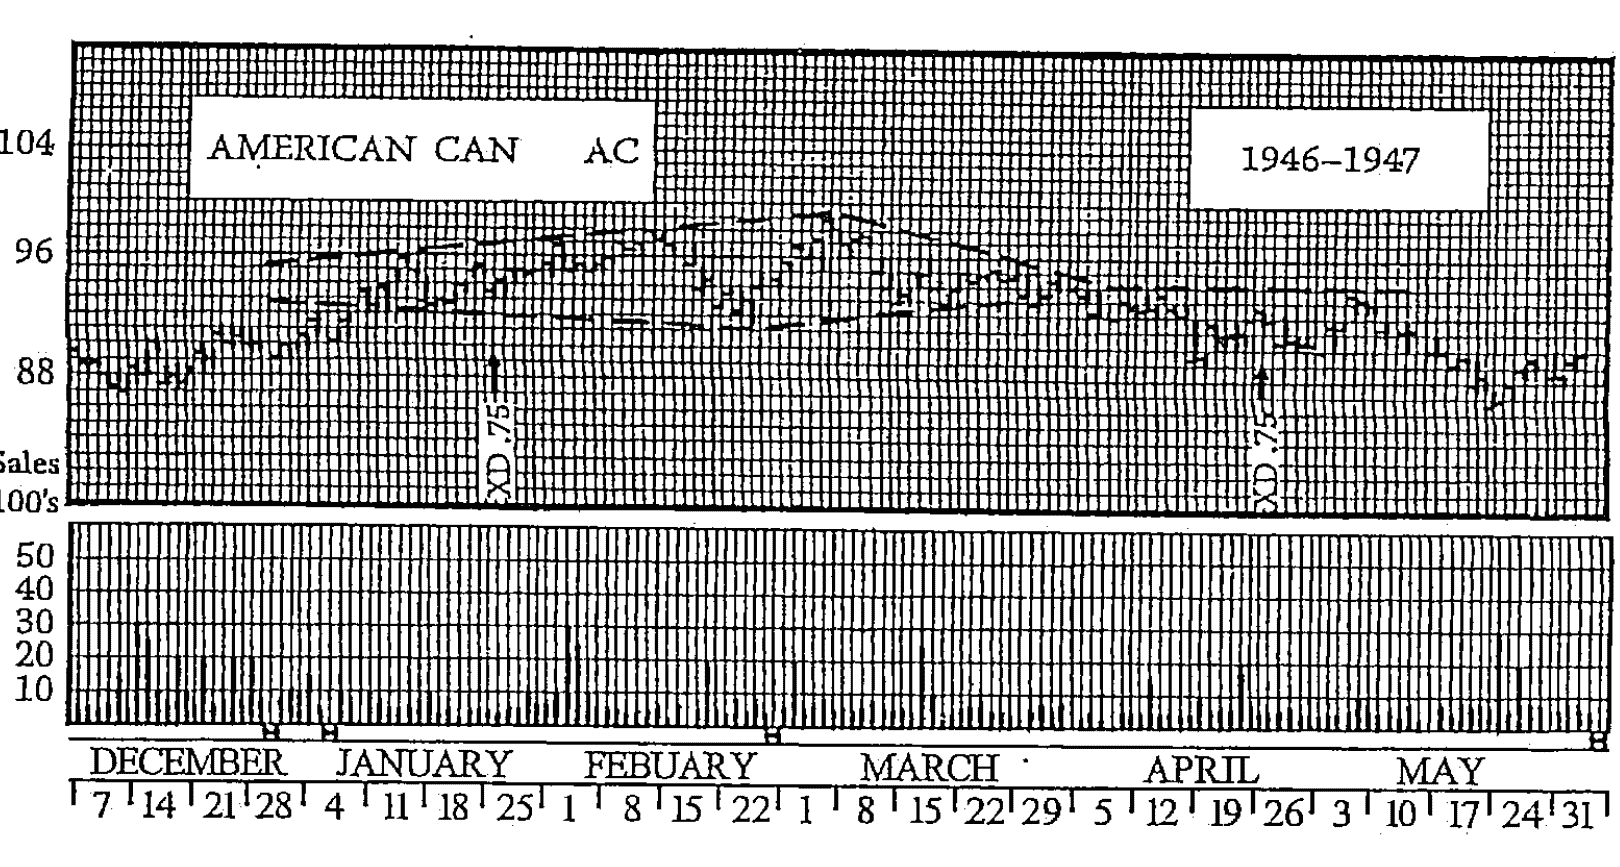 AMERICAN CAN AC
1946–1947
104
96
88
XD .75
XD .75
Sales
100's
50
40
30
20
10
H H H H
DECEMBER JANUARY FEBUARY MARCH APRIL MAY
7 14 21 28 4 11 18 25 1 8 15 22 1 8 15 22 29 5 12 19 26 3 10 17 24 31